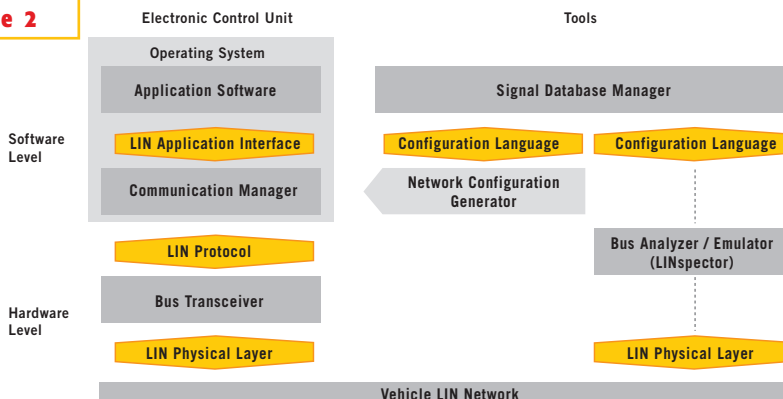 e 2
Electronic Control Unit
Tools
Operating System
Application Software
Signal Database Manager
Software
Level
LIN Application Interface
Configuration Language
Configuration Language
Communication Manager
Network Configuration
Generator
LIN Protocol
Bus Analyzer / Emulator
(LINspector)
Hardware
Level
Bus Transceiver
LIN Physical Layer
LIN Physical Layer
Vehicle LIN Network